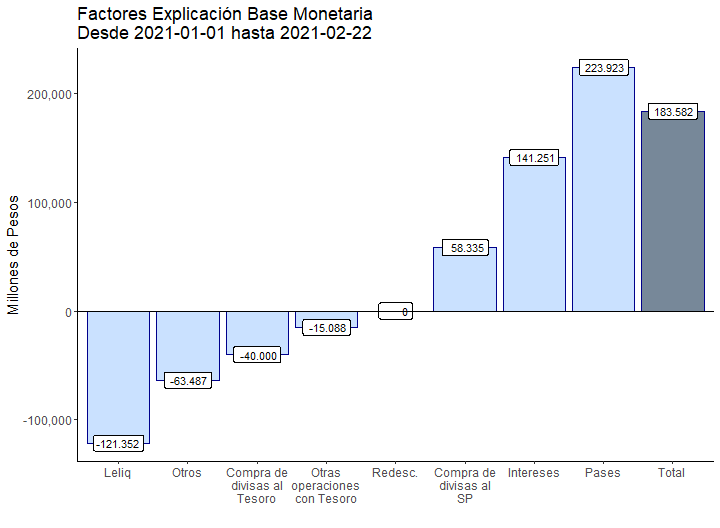 Factores Explicación Base Monetaria
Desde 2021-01-01 hasta 2021-02-22
Millones de Pesos
200,000
100,000
0
-100,000
-121.352
-63.487
-40.000
-15.088
0
58.335
141.251
223.923
183.582
Leliq
Otros
Compra de
divisas al
Tesoro
Otras
operaciones
con Tesoro
Redesc.
Compra de
divisas al
SP
Intereses
Pases
Total